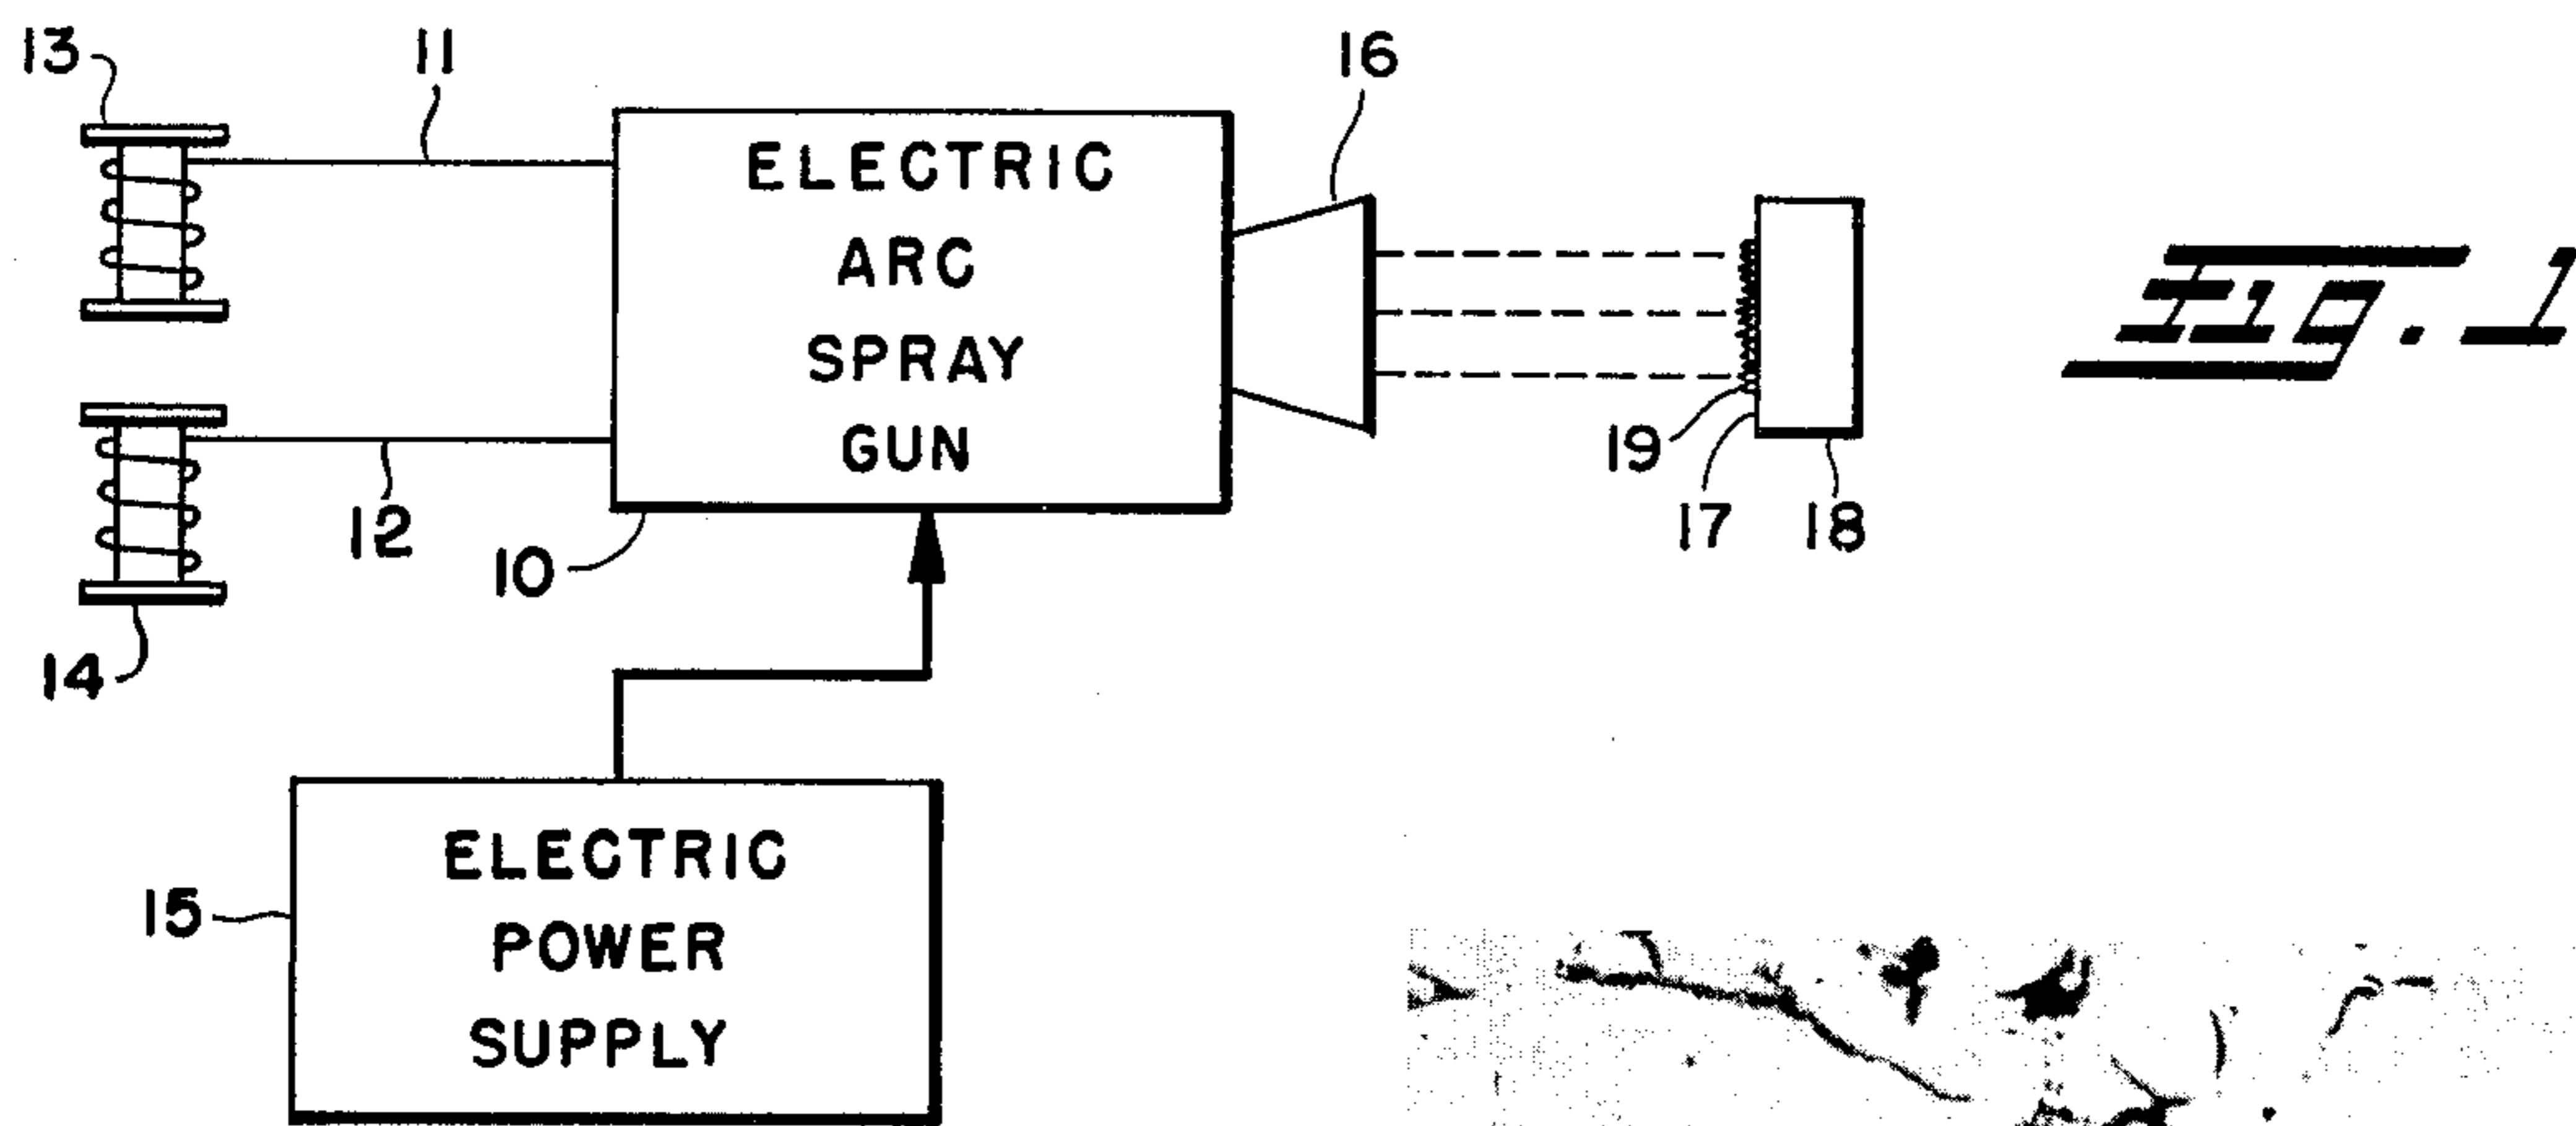 13
11
16
ELECTRIC
ARC
SPRAY
GUN
Fig. 1
19
12
10
17
18
14
15
ELECTRIC
POWER
SUPPLY